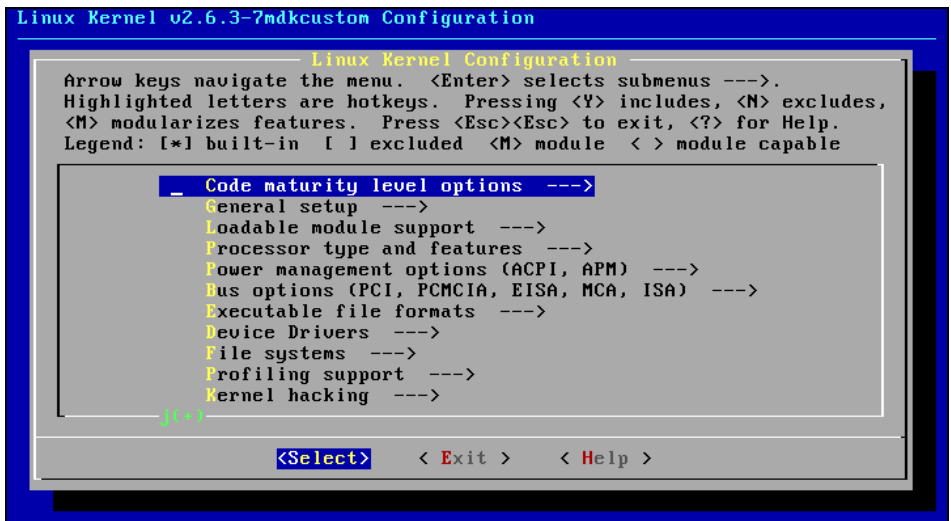 Linux Kernel v2.6.3-7mdkcustom Configuration
Linux Kernel Configuration
Arrow keys navigate the menu.  <Enter> selects submenus --->.
Highlighted letters are hotkeys.  Pressing <Y> includes, <N> excludes,
<M> modularizes features.  Press <Esc><Esc> to exit, <?> for Help.
Legend: [*] built-in  [ ] excluded  <M> module  < > module capable
Code maturity level options  --->
General setup  --->
Loadable module support  --->
Processor type and features  --->
Power management options (ACPI, APM)  --->
Bus options (PCI, PCMCIA, EISA, MCA, ISA)  --->
Executable file formats  --->
Device Drivers  --->
File systems  --->
Profiling support  --->
Kernel hacking  --->
j(+)
<Select>    < Exit >    < Help >